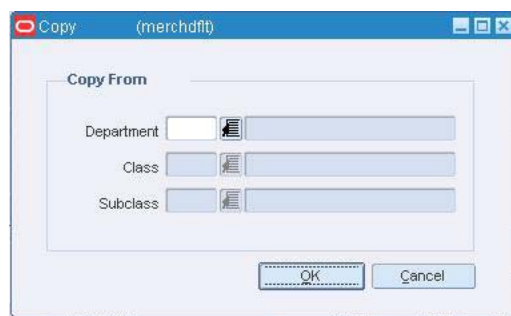 Copy (merchdflt)
Copy From
Department
Class
Subclass
OK Cancel